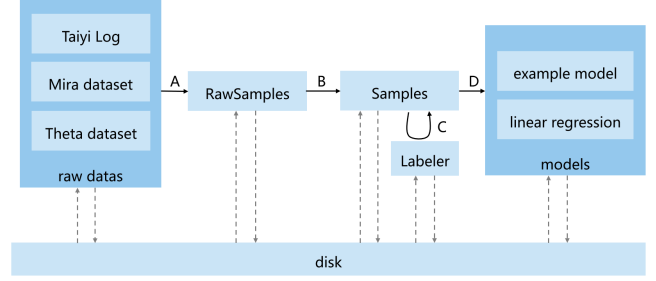 Taiyi Log
Mira dataset
Theta dataset
raw datas
A
RawSamples
B
Samples
C
Labeler
D
example model
linear regression
models
disk